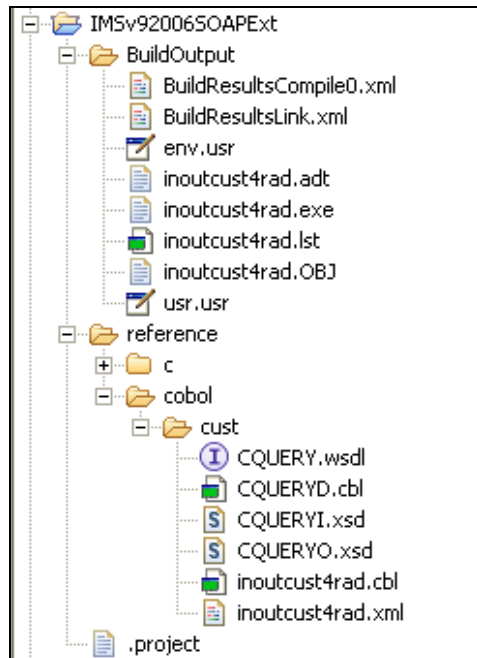 IMSv92006SOAPExt
BuildOutput
BuildResultsCompile0.xml
BuildResultsLink.xml
env.usr
inoutcust4rad.adt
inoutcust4rad.exe
inoutcust4rad.lst
inoutcust4rad.OBJ
usr.usr
reference
c
cobol
cust
CQUERY.wsdl
CQUERYD.cbl
CQUERYI.xsd
CQUERYO.xsd
inoutcust4rad.cbl
inoutcust4rad.xml
.project